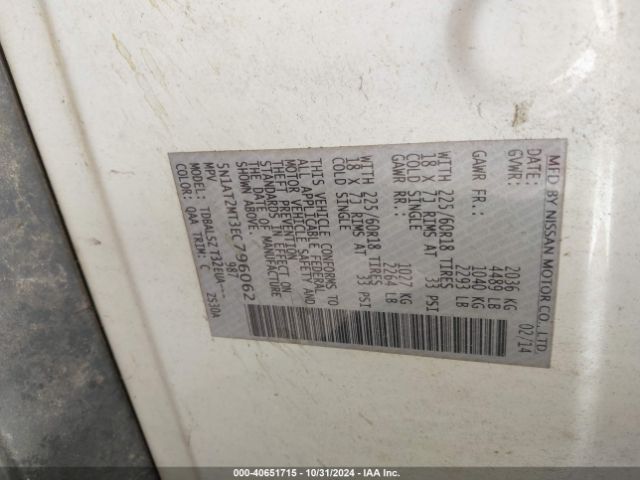 MFD BY NISSAN MOTOR CO., LTD.
DATE: 02/14
GVWR: 2036 KG
4489 LB
GAWR FR.: 1040 KG
2293 LB
WITH 225/60R18 TIRES
18 X 7J RIMS AT 33 PSI
COLD SINGLE
GAWR RR.: 1027 KG
2264 LB
WITH 225/60R18 TIRES
18 X 7J RIMS AT 33 PSI
COLD SINGLE
THIS VEHICLE CONFORMS TO
ALL APPLICABLE FEDERAL
MOTOR VEHICLE SAFETY AND
THEFT PREVENTION
STANDARDS IN EFFECT ON
THE DATE OF MANUFACTURE
SHOWN ABOVE. 987
5N1AT2MT3EC796062
MPV
MODEL: TDBALSZ T32EUA--
COLOR: QAA TRIM: C 2530A
000-40651715 - 10/31/2024 - IAA Inc.